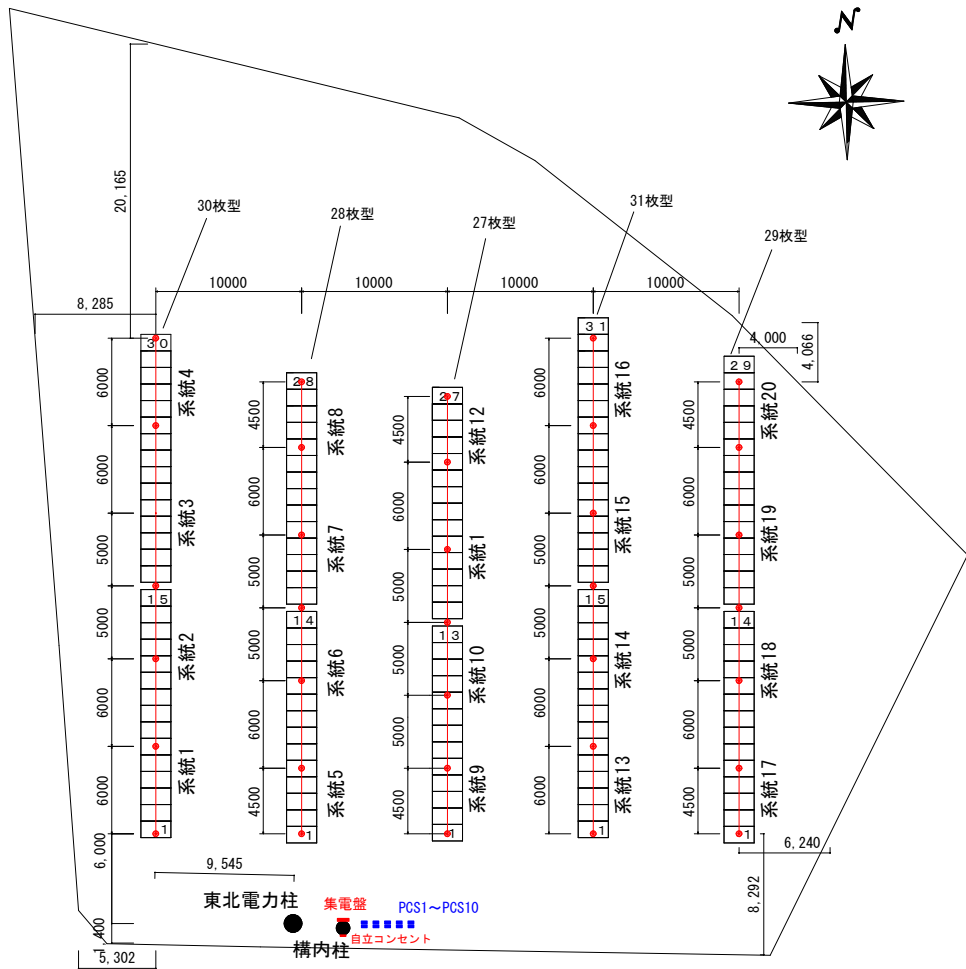 N
20,165
30枚型
28枚型
27枚型
31枚型
29枚型
10000
10000
10000
10000
8,285
4,000
4,066
30
28
27
31
29
6000
6000
5000
5000
6000
6000
系統4
系統3
系統2
系統1
15
1
4500
6000
5000
5000
6000
4500
系統8
系統7
系統6
系統5
14
1
4500
6000
5000
5000
5000
4500
系統12
系統1
系統10
系統9
13
1
6000
6000
5000
5000
6000
6000
系統16
系統15
系統14
系統13
15
1
4500
6000
5000
5000
6000
4500
系統20
系統19
系統18
系統17
14
1
6,000
9,545
6,240
8,292
東北電力柱
集電盤
PCS1～PCS10
自立コンセント
構内柱
1,400
5,302